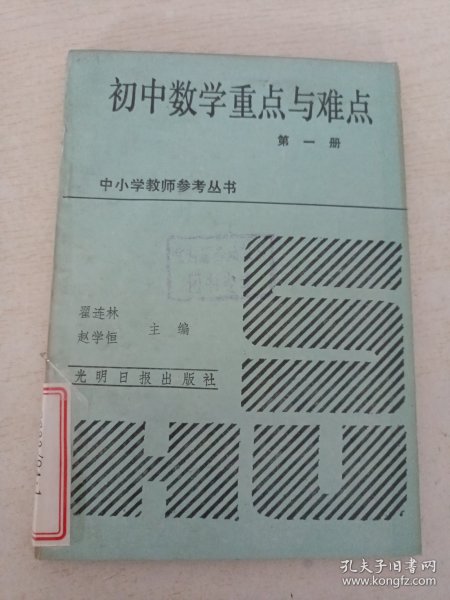 初中数学重点与难点
第一册
中小学教师参考丛书
翟连林
赵学恒
主编
光明日报出版社
S
HU
孔夫子旧书网
www.kongfz.com